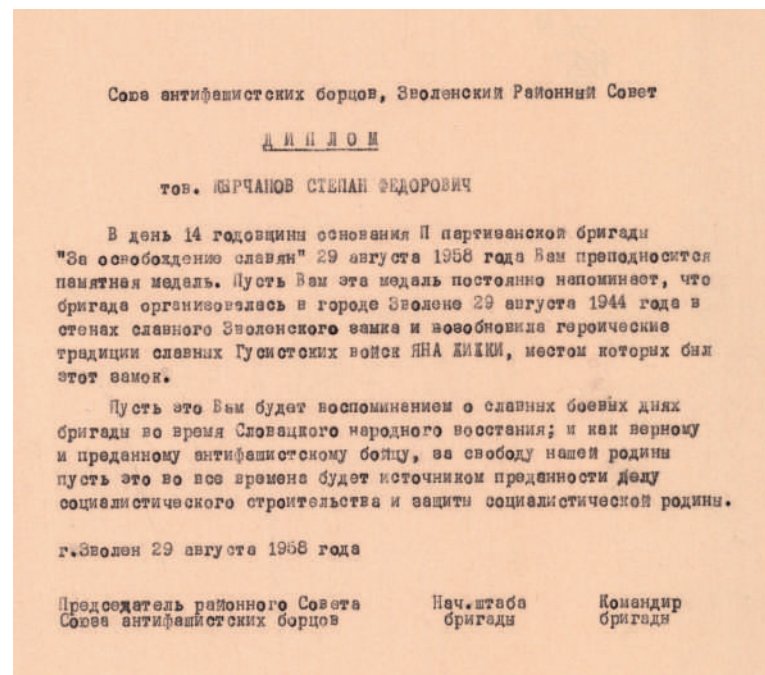 Союз антифашистских борцов, Зволенский Районный Совет
ДИПЛОМ
тов. КЫРЧАНОВ СТЕПАН ФЕДОРОВИЧ
В день 14 годовщины основания П партизанской бригады
"За освобождение славян" 29 августа 1958 года Вам преподносится
памятная медаль. Пусть Вам эта медаль постоянно напоминает, что
бригада организовалась в городе Зволене 29 августа 1944 года в
стенах славного Зволенского замка и возобновила героические
традиции славных Гусистских войск ЯНА ЖИЖКИ, местом которых был
этот замок.
Пусть это Вам будет воспоминанием о славных боевых днях
бригады во время Словацкого народного восстания; и как верному
и преданному антифашистскому бойцу, за свободу нашей родины
пусть это во все времена будет источником преданности делу
социалистического строительства и защиты социалистической родины.
г.Зволен 29 августа 1958 года
Председатель районного Совета Нач.штаба Командир
Союза антифашистских борцов бригады бригады